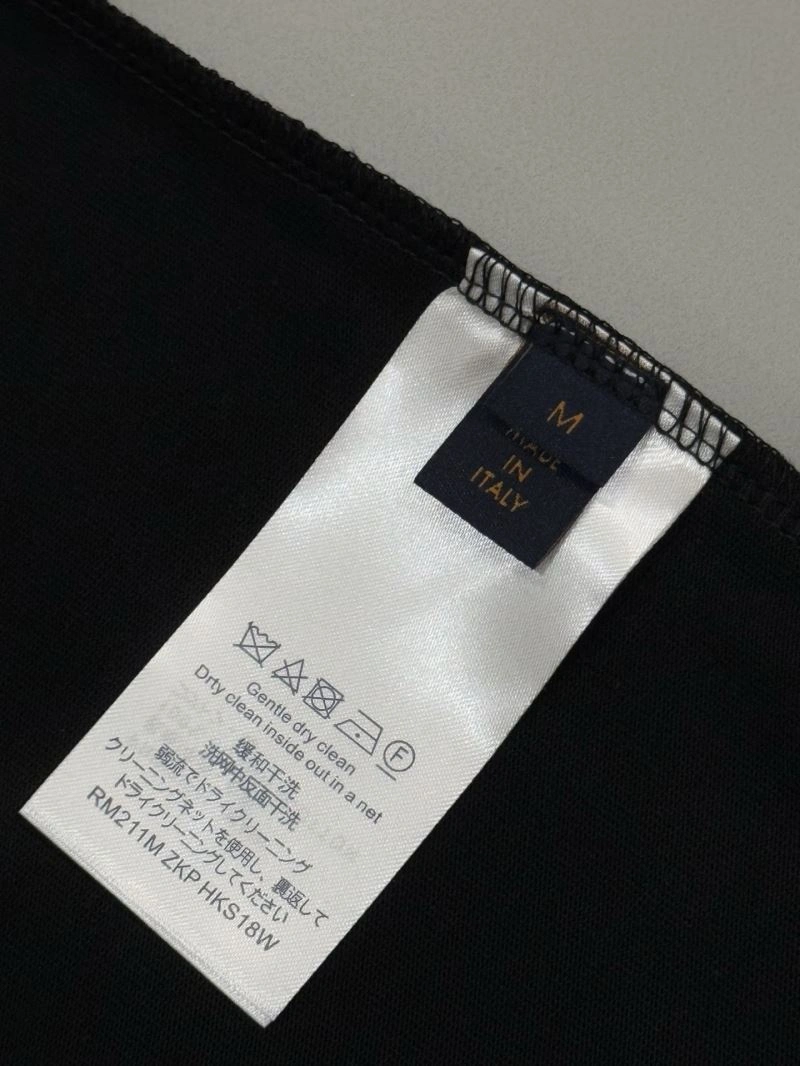 M
MADE
IN
ITALY
F
Gentle dry clean
Drty clean inside out in a net
缓和干洗
洗网中反面干洗
弱流でドライクリーニング
クリーニングネットを使用し、裏返して
ドライクリーニングしてください
RM211M ZKP HKS18W